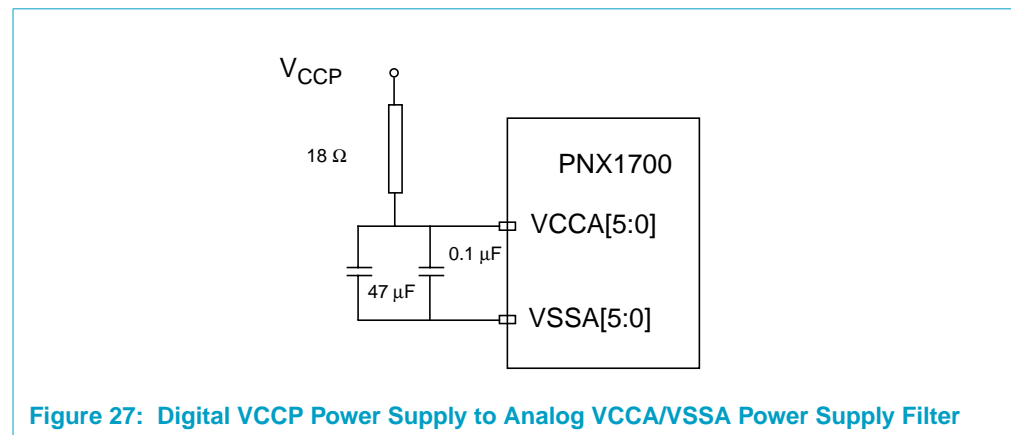 VCCP
18 Ω
PNX1700
VCCA[5:0]
0.1 µF
47 µF
VSSA[5:0]
Figure 27: Digital VCCP Power Supply to Analog VCCA/VSSA Power Supply Filter